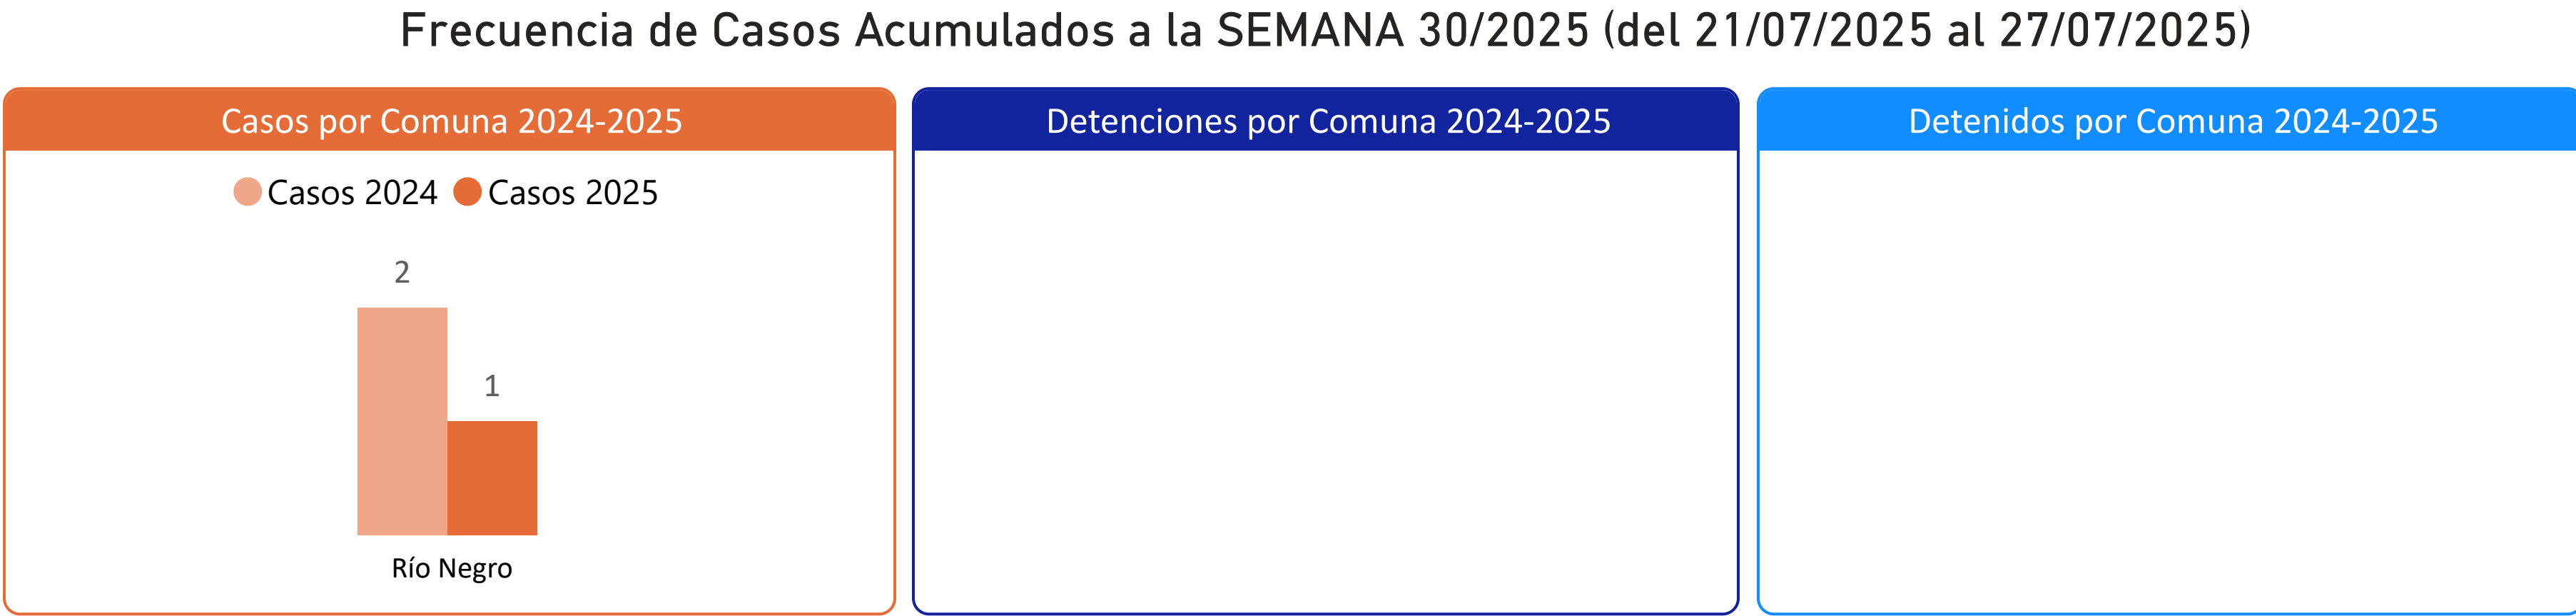 Frecuencia de Casos Acumulados a la SEMANA 30/2025 (del 21/07/2025 al 27/07/2025)
Casos por Comuna 2024-2025
Casos 2024 Casos 2025
2
1
Río Negro
Detenciones por Comuna 2024-2025
Detenidos por Comuna 2024-2025